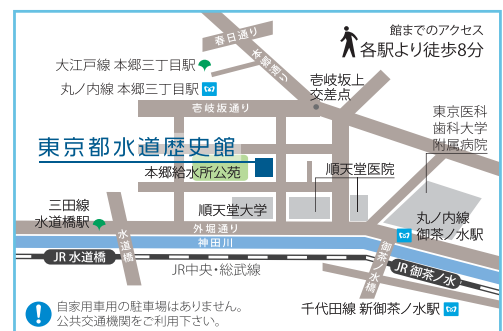 春日通り
本郷通り
館までのアクセス
各駅より徒歩8分
大江戸線 本郷三丁目駅
丸ノ内線 本郷三丁目駅
壱岐坂上
交差点
壱岐坂通り
東京医科
歯科大学
附属病院
東京都水道歴史館
本郷給水所公苑
順天堂医院
三田線
水道橋駅
順天堂大学
丸ノ内線
御茶ノ水駅
外堀通り
神田川
水道橋
御茶ノ水橋
JR 水道橋
JR中央・総武線
JR 御茶ノ水
千代田線 新御茶ノ水駅
自家用車用の駐車場はありません。
公共交通機関をご利用下さい。